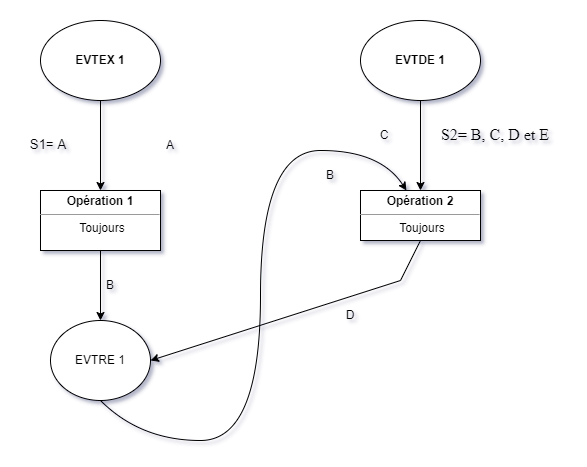 EVTEX 1
EVTDE 1
S1= A
A
C
S2= B, C, D et E
B
Opération 1
Toujours
Opération 2
Toujours
B
D
EVTRE 1